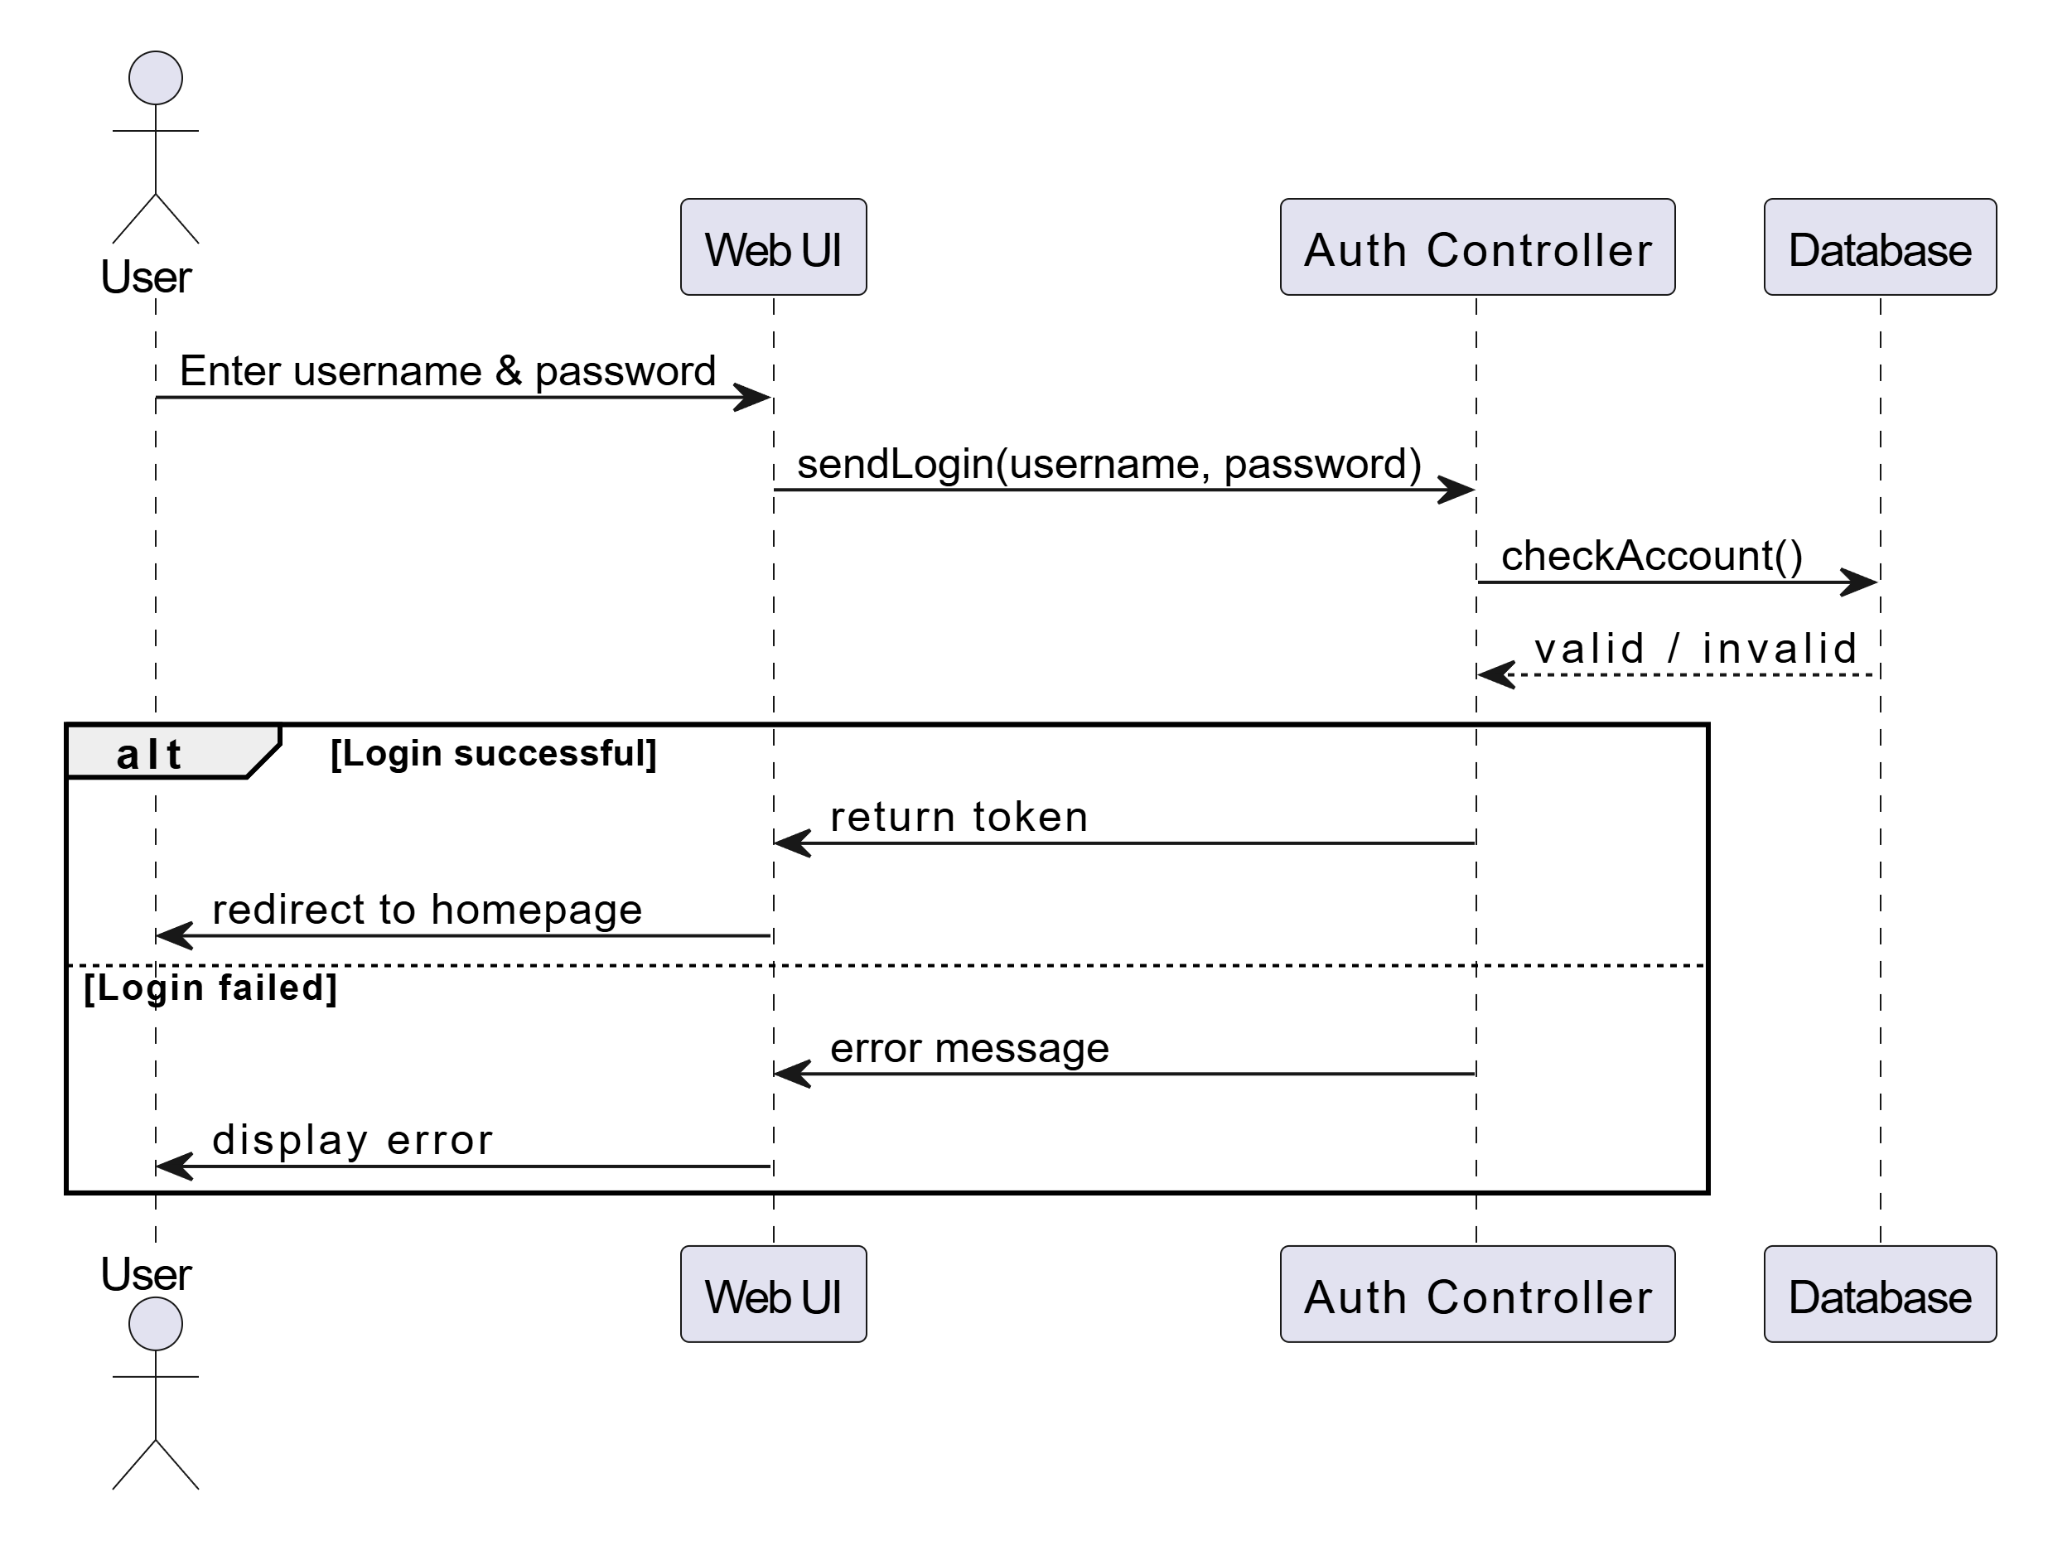 User
Web UI
Auth Controller
Database
Enter username & password
sendLogin(username, password)
checkAccount()
valid / invalid
alt
[Login successful]
return token
redirect to homepage
[Login failed]
error message
display error
User
Web UI
Auth Controller
Database